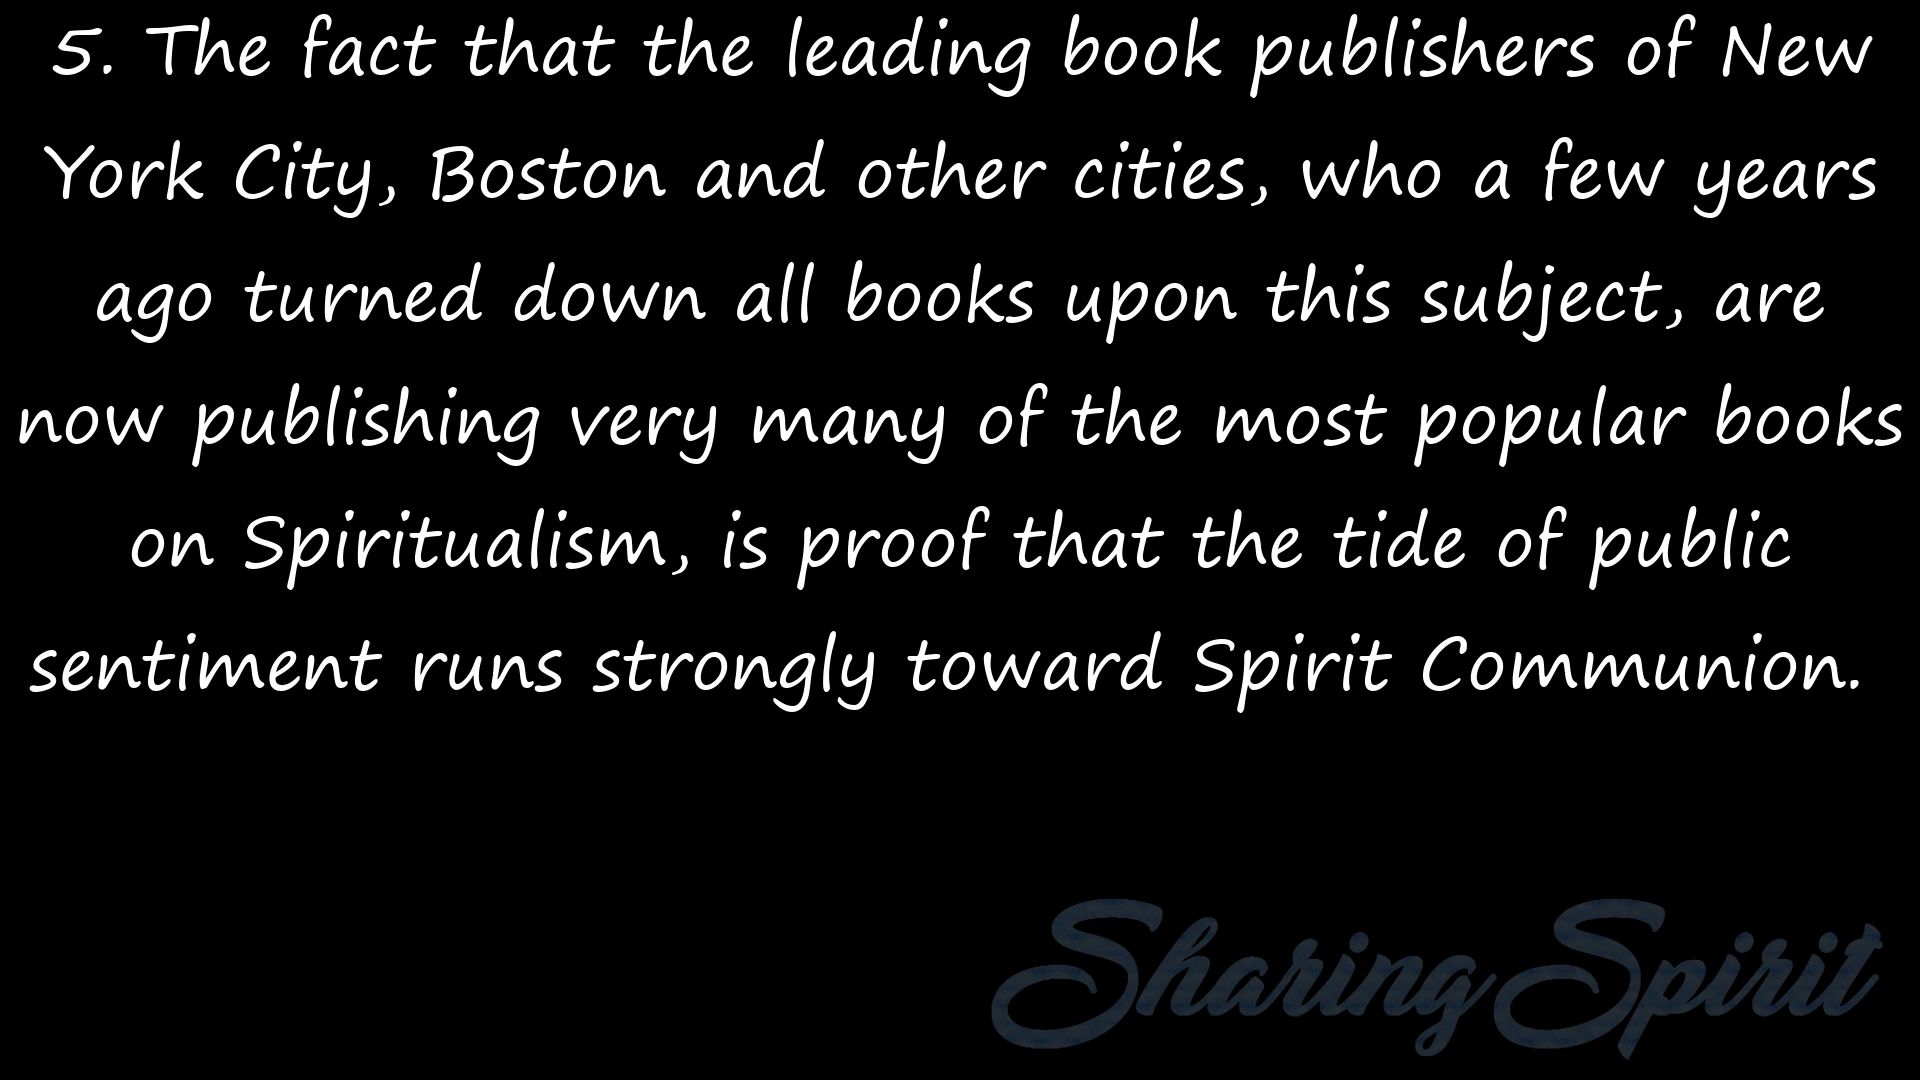 5. The fact that the leading book publishers of New
York City, Boston and other cities, who a few years
ago turned down all books upon this subject, are
now publishing very many of the most popular books
on Spiritualism, is proof that the tide of public
sentiment runs strongly toward Spirit Communion.
Sharing Spirit